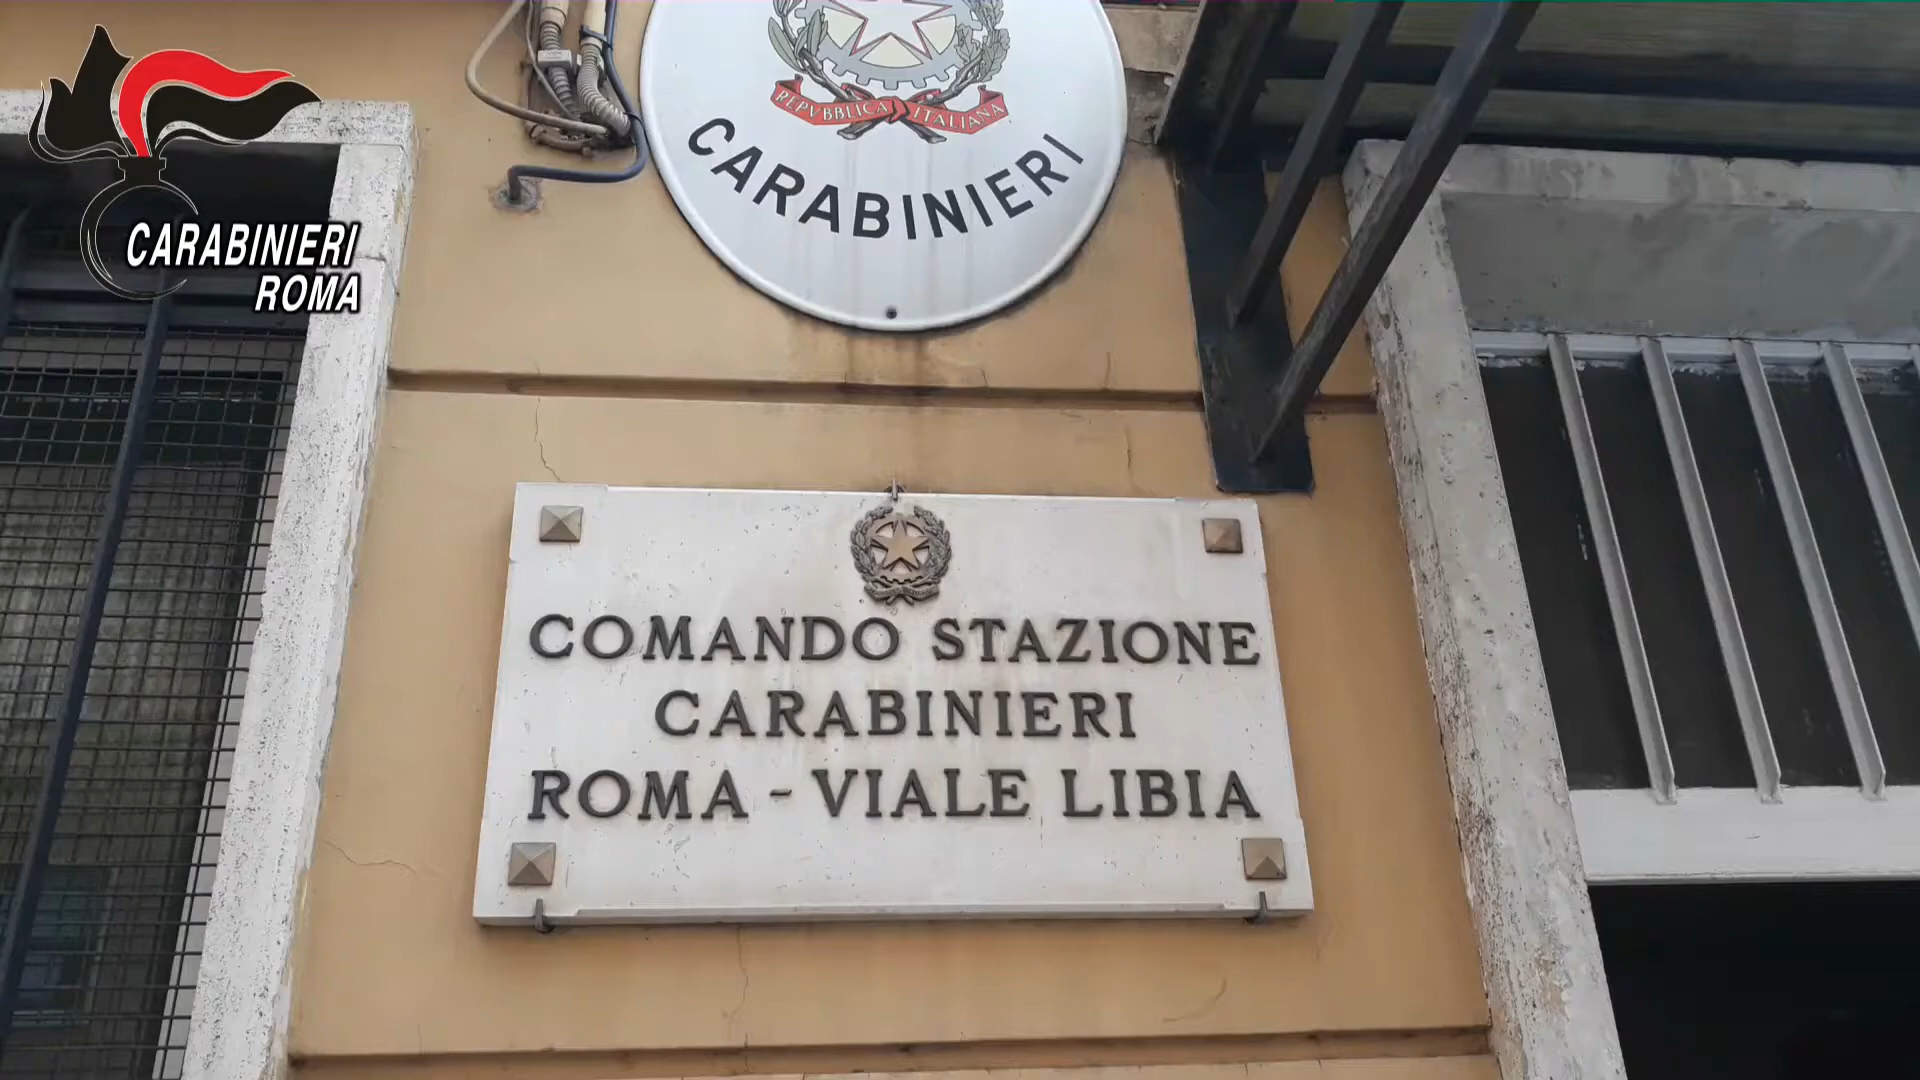 CARABINIERI
ROMA
REPVBBLICA ITALIANA
CARABINIERI
COMANDO STAZIONE
CARABINIERI
ROMA - VIALE LIBIA